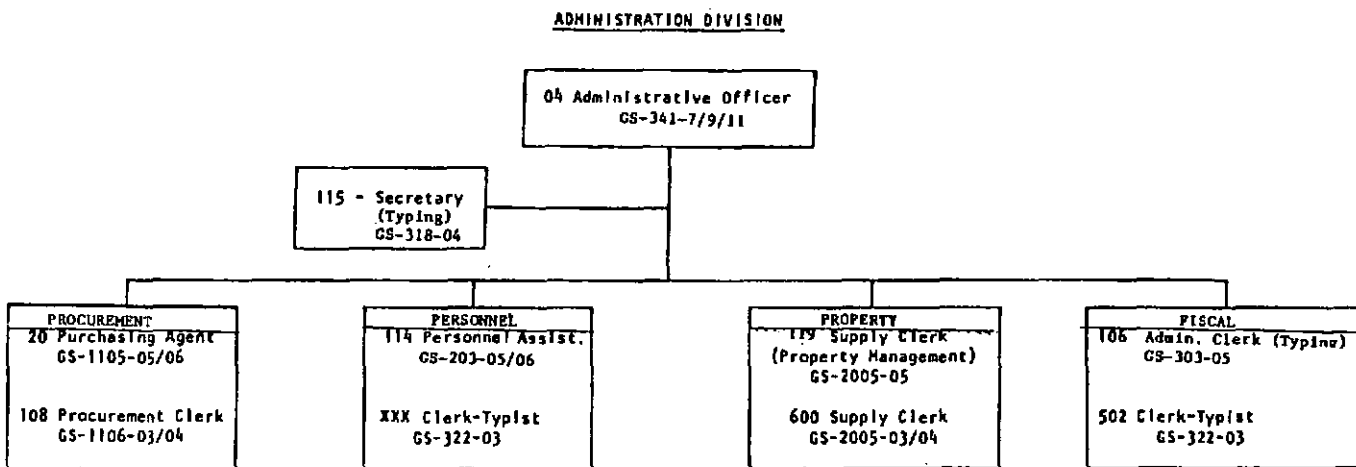 ADMINISTRATION DIVISION
04 Administrative Officer
GS-341-7/9/11
115 - Secretary
(Typing)
GS-318-04
PROCUREMENT
20 Purchasing Agent
GS-1105-05/06
108 Procurement Clerk
GS-1106-03/04
PERSONNEL
114 Personnel Assist.
GS-203-05/06
XXX Clerk-Typist
GS-322-03
PROPERTY
119 Supply Clerk
(Property Management)
GS-2005-05
600 Supply Clerk
GS-2005-03/04
FISCAL
106 Admin. Clerk (Typing)
GS-303-05
502 Clerk-Typist
GS-322-03